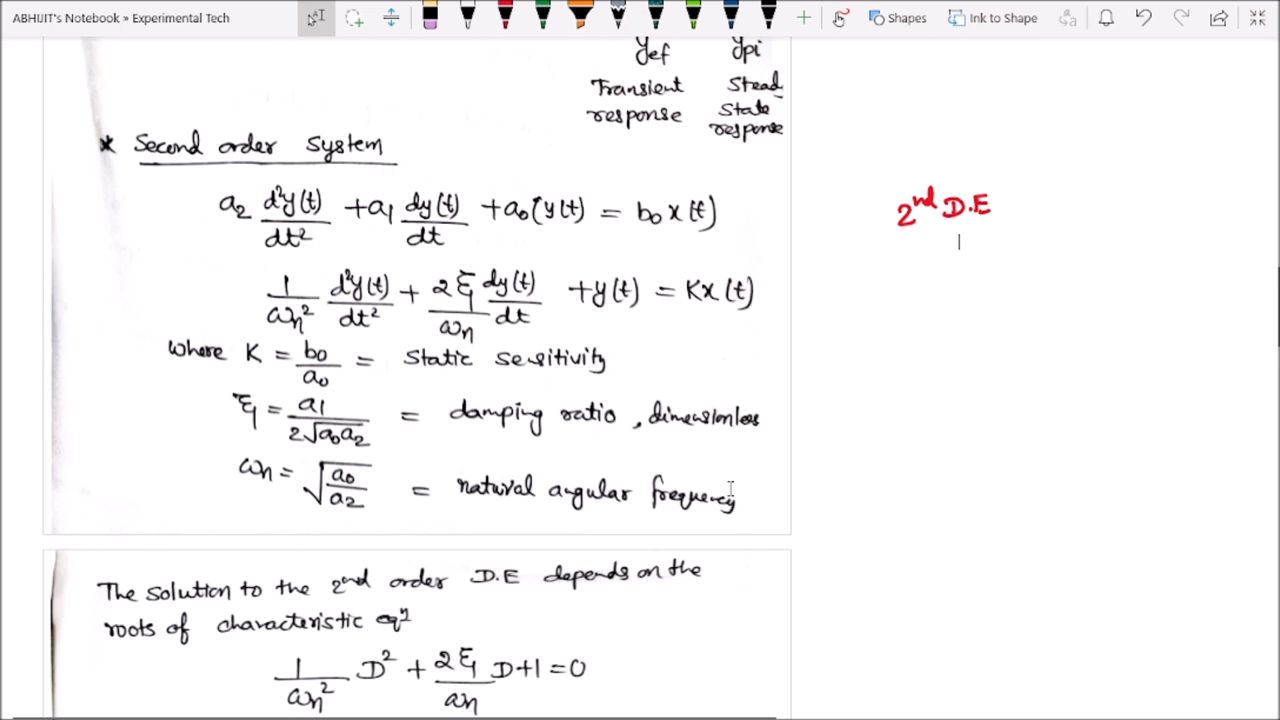 ABHIJIT's Notebook » Experimental Tech
Shapes
Ink to Shape
yef ypi
Transient Stead
response State
response
* Second order system
a₂ d²y(t)/dt² + a₁ dy(t)/dt + a₀(y(t) = b₀ x(t)
2nd D.E
1/ωn² d²y(t)/dt² + 2ξ/ωn dy(t)/dt + y(t) = Kx(t)
where K = b₀/a₀ = Static sensitivity
ξ = a₁/2√a₀a₂ = damping ratio, dimensionless
ωn = √a₀/a₂ = natural angular frequency
The solution to the 2nd order D.E depends on the
roots of characteristic eqⁿ
1/ωn² D² + 2ξ/ωn D+1=0